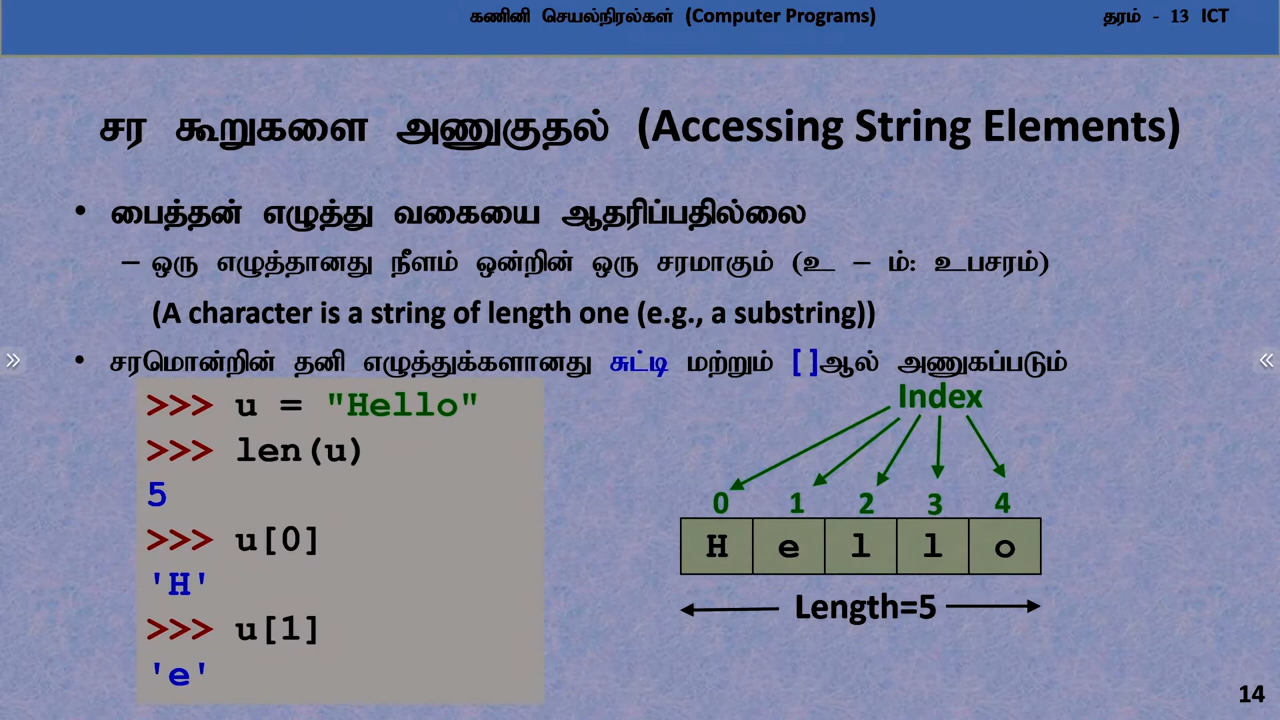 கணினி செயல்நிரல்கள் (Computer Programs) தரம் - 13 ICT
சர கூறுகளை அணுகுதல் (Accessing String Elements)
• பைத்தன் எழுத்து வகையை ஆதரிப்பதில்லை
– ஒரு எழுத்தானது நீளம் ஒன்றின் ஒரு சரமாகும் (உ – ம்: உபசரம்)
(A character is a string of length one (e.g., a substring))
• சரமொன்றின் தனி எழுத்துக்களானது சுட்டி மற்றும் [ ]ஆல் அணுகப்படும்
>>> u = "Hello"
>>> len(u)
5
>>> u[0]
'H'
>>> u[1]
'e'
Index
0 1 2 3 4
H e l l o
Length=5
14